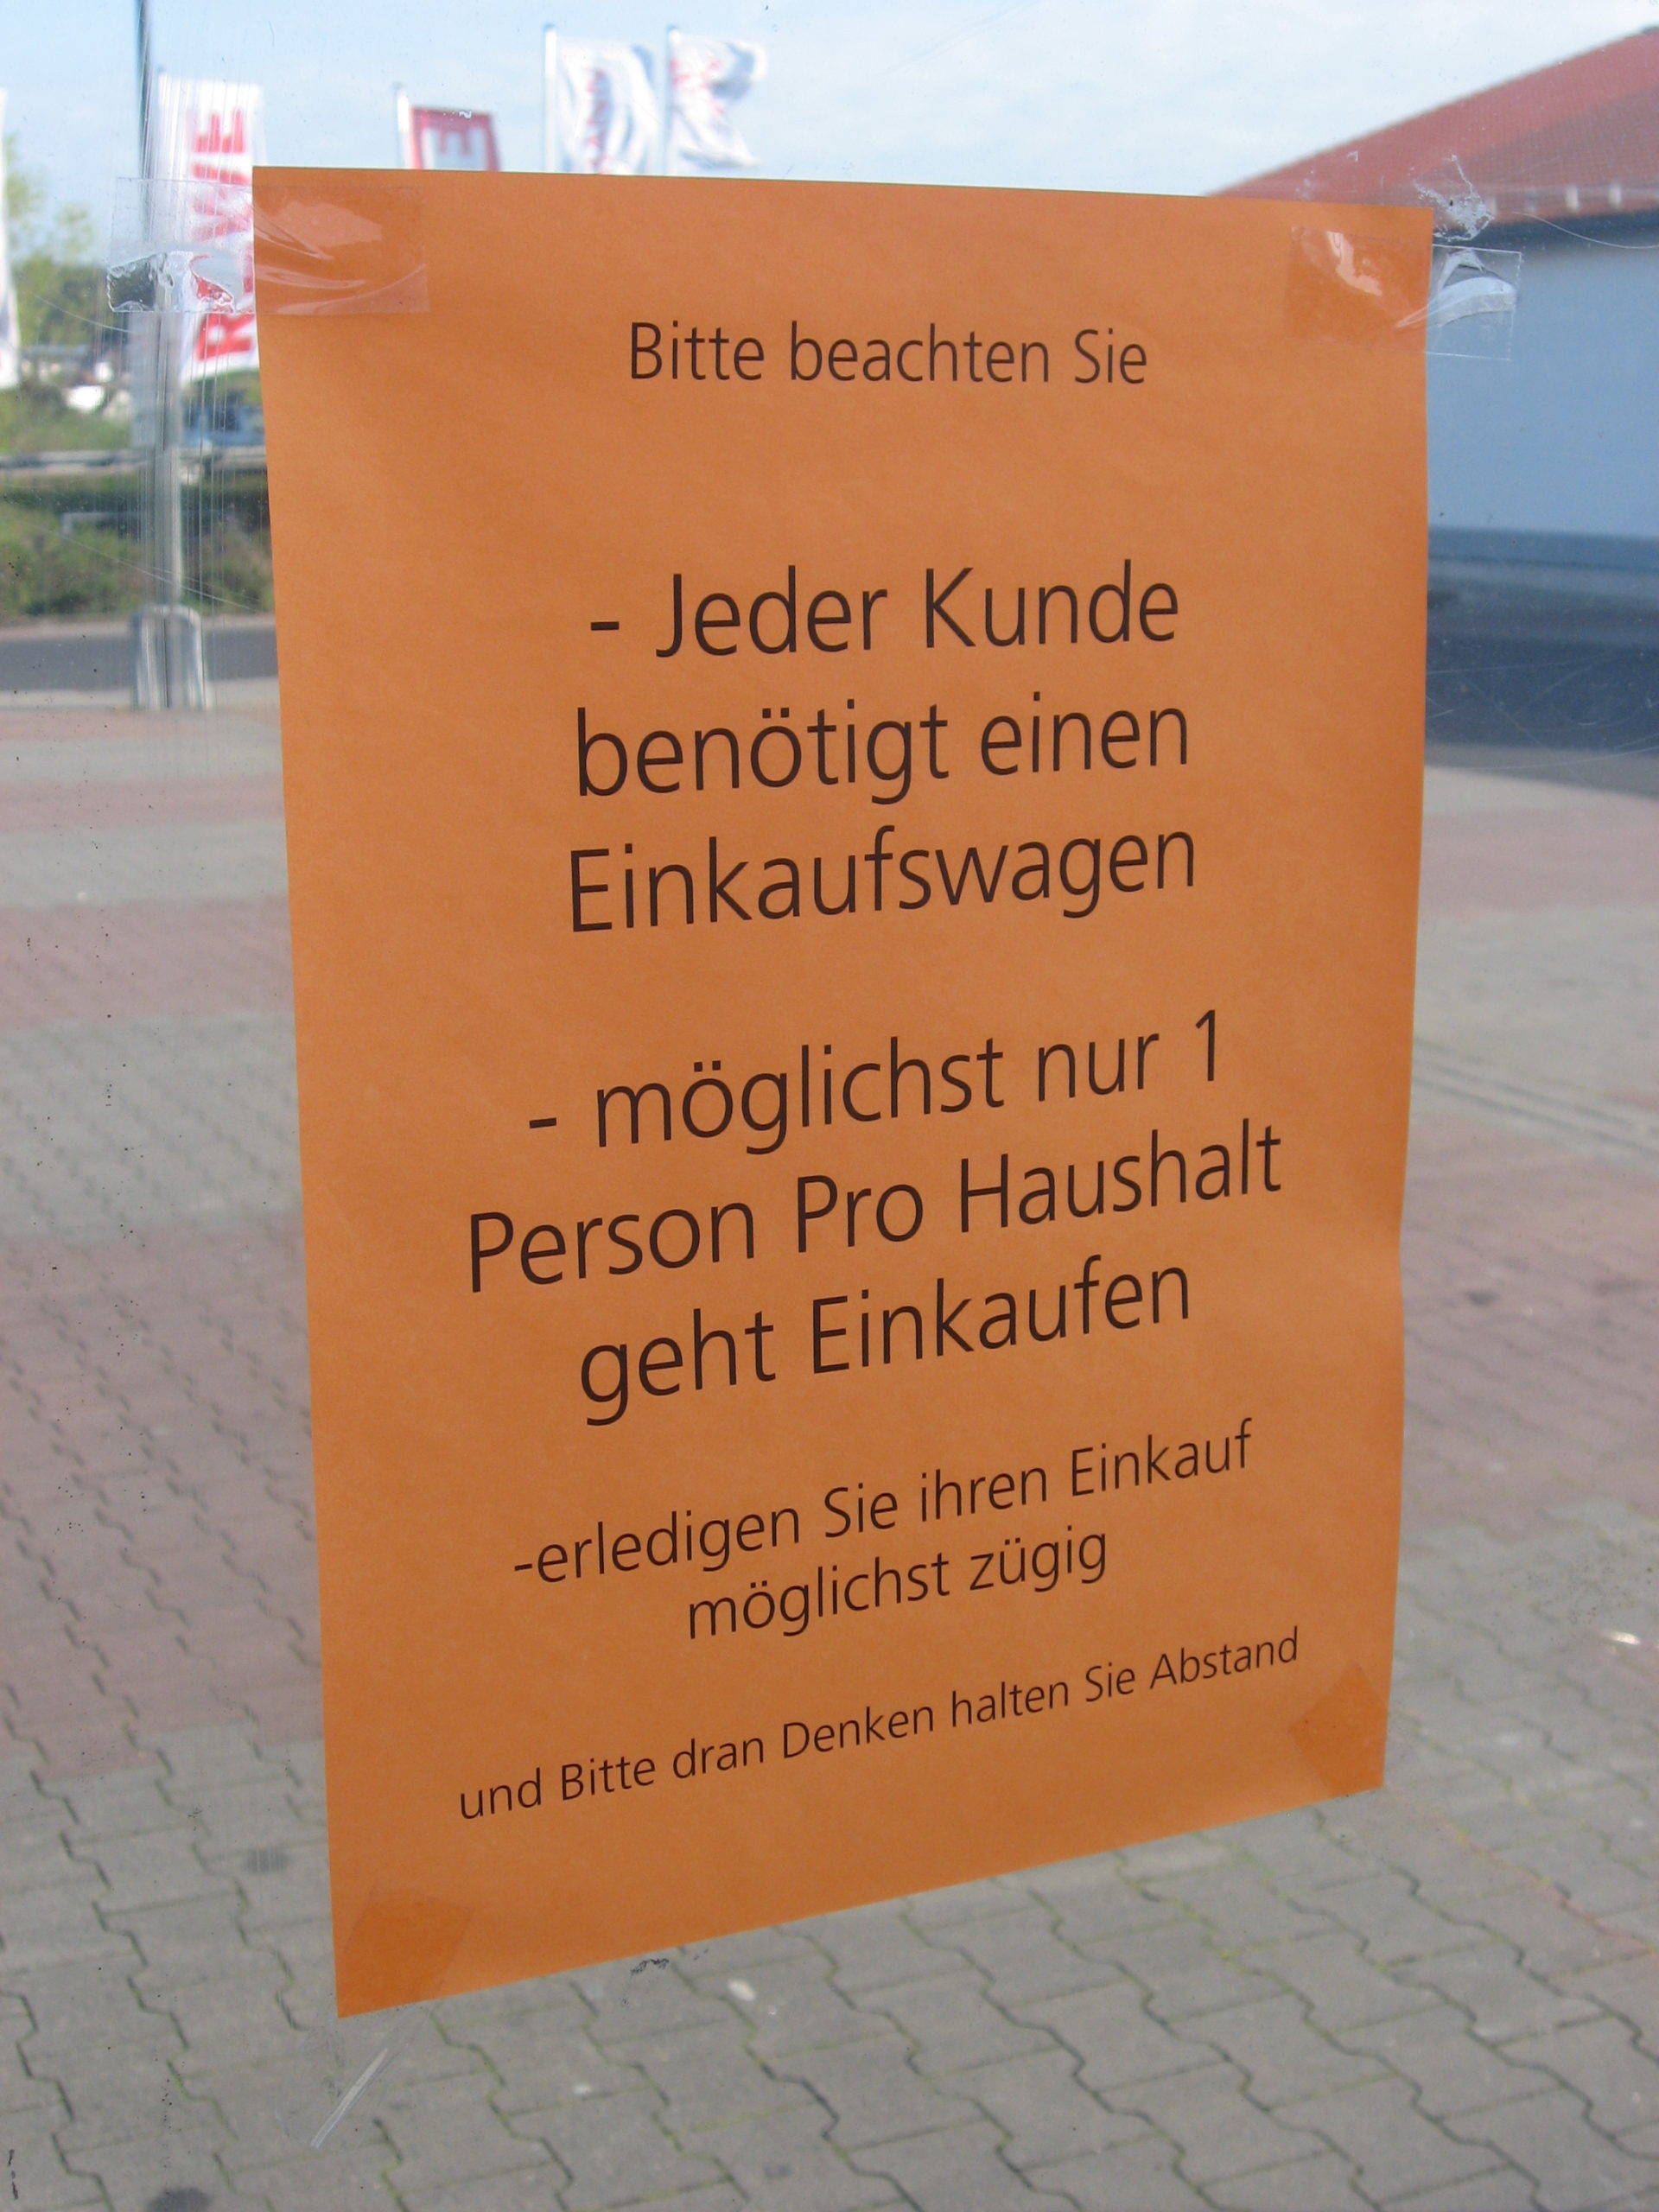 REWE
E
Bitte beachten Sie
- Jeder Kunde
benötigt einen
Einkaufswagen
- möglichst nur 1
Person Pro Haushalt
geht Einkaufen
-erledigen Sie ihren Einkauf
möglichst zügig
und Bitte dran Denken halten Sie Abstand